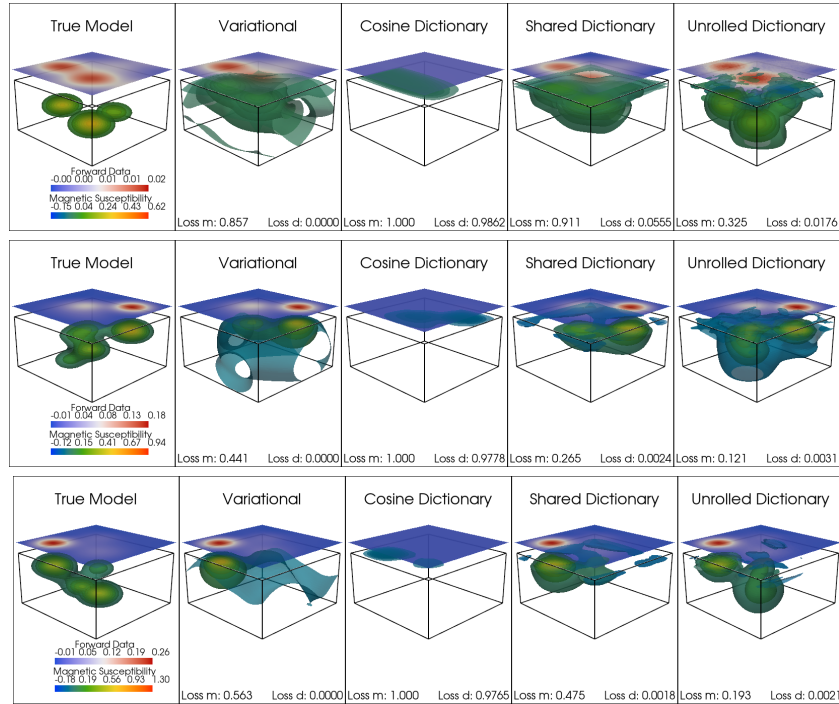 True Model Variational Cosine Dictionary Shared Dictionary Unrolled Dictionary
Forward Data
-0.00 0.00 0.01 0.01 0.02
Magnetic Susceptibility
-0.15 0.04 0.24 0.43 0.62
Loss m: 0.857 Loss d: 0.0000 Loss m: 1.000 Loss d: 0.9862 Loss m: 0.911 Loss d: 0.0555 Loss m: 0.325 Loss d: 0.0176
True Model Variational Cosine Dictionary Shared Dictionary Unrolled Dictionary
Forward Data
-0.01 0.04 0.08 0.13 0.18
Magnetic Susceptibility
-0.12 0.15 0.41 0.67 0.94
Loss m: 0.441 Loss d: 0.0000 Loss m: 1.000 Loss d: 0.9778 Loss m: 0.265 Loss d: 0.0024 Loss m: 0.121 Loss d: 0.0031
True Model Variational Cosine Dictionary Shared Dictionary Unrolled Dictionary
Forward Data
-0.01 0.05 0.12 0.19 0.26
Magnetic Susceptibility
-0.18 0.19 0.56 0.93 1.30
Loss m: 0.563 Loss d: 0.0000 Loss m: 1.000 Loss d: 0.9765 Loss m: 0.475 Loss d: 0.0018 Loss m: 0.193 Loss d: 0.0021